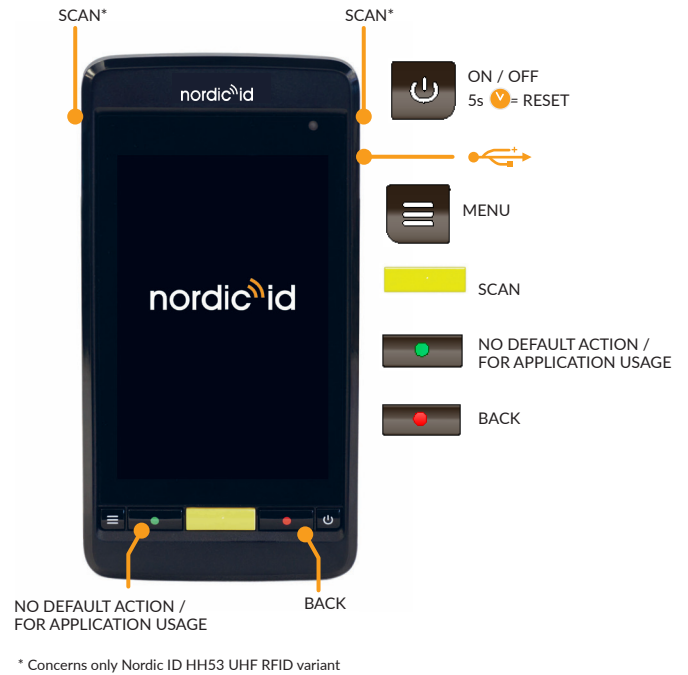 SCAN*
SCAN*
nordic id
ON / OFF
5s = RESET
MENU
nordic id
SCAN
NO DEFAULT ACTION /
FOR APPLICATION USAGE
BACK
NO DEFAULT ACTION /
FOR APPLICATION USAGE
BACK
* Concerns only Nordic ID HH53 UHF RFID variant